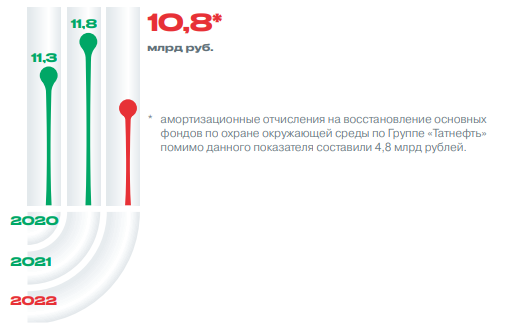 11,3
11,8
10,8*
млрд руб.
* амортизационные отчисления на восстановление основных
фондов по охране окружающей среды по Группе «Татнефть»
помимо данного показателя составили 4,8 млрд рублей.
2020
2021
2022